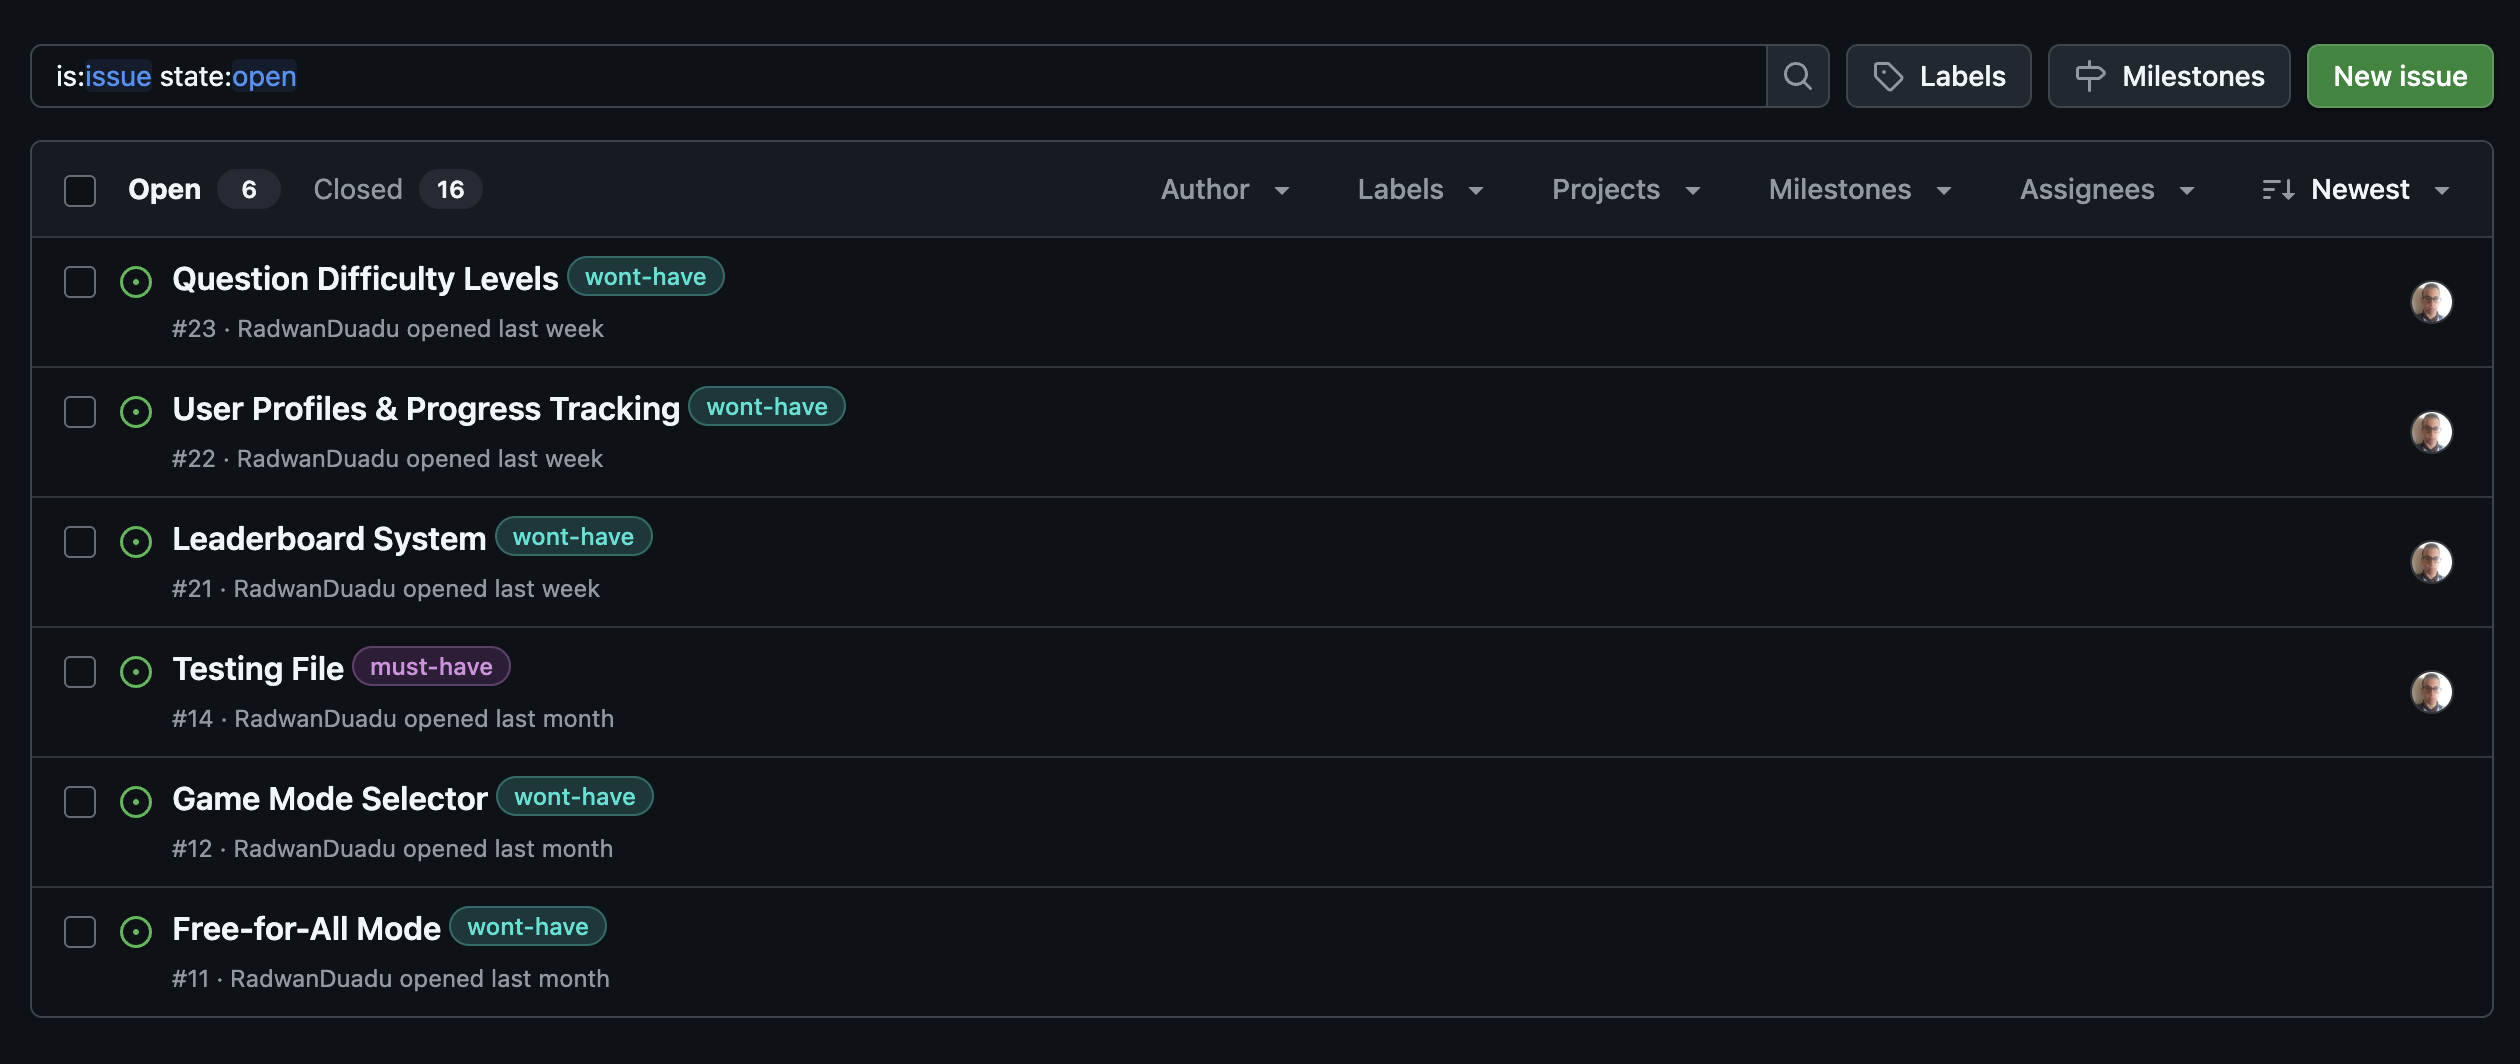 is:issue state:open
Labels
Milestones
New issue
Open 6 Closed 16 Author Labels Projects Milestones Assignees Newest
Question Difficulty Levels wont-have
#23 · RadwanDuadu opened last week
User Profiles & Progress Tracking wont-have
#22 · RadwanDuadu opened last week
Leaderboard System wont-have
#21 · RadwanDuadu opened last week
Testing File must-have
#14 · RadwanDuadu opened last month
Game Mode Selector wont-have
#12 · RadwanDuadu opened last month
Free-for-All Mode wont-have
#11 · RadwanDuadu opened last month